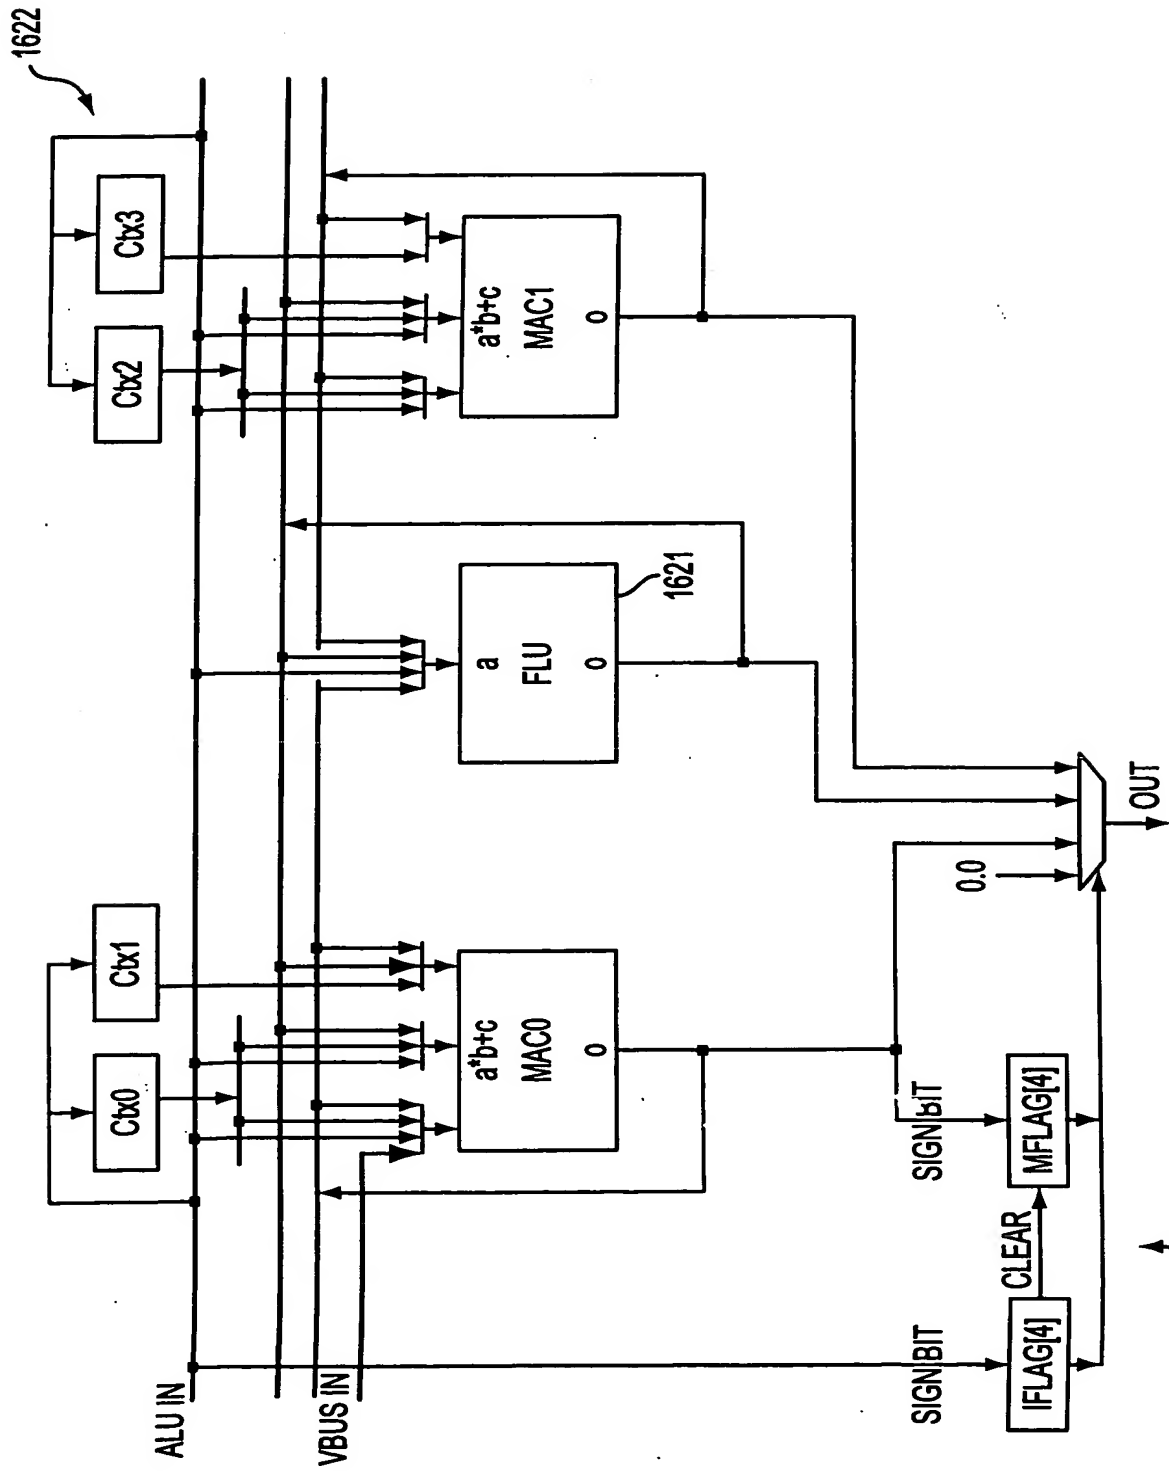 1622
Ctx0
Ctx1
Ctx2
Ctx3
ALU IN
VBUS IN
a*b+c
MAC0
O
a
FLU
O
1621
a*b+c
MAC1
O
SIGN BIT
SIGN BIT
IFLAG[4]
CLEAR
MFLAG[4]
0.0
OUT